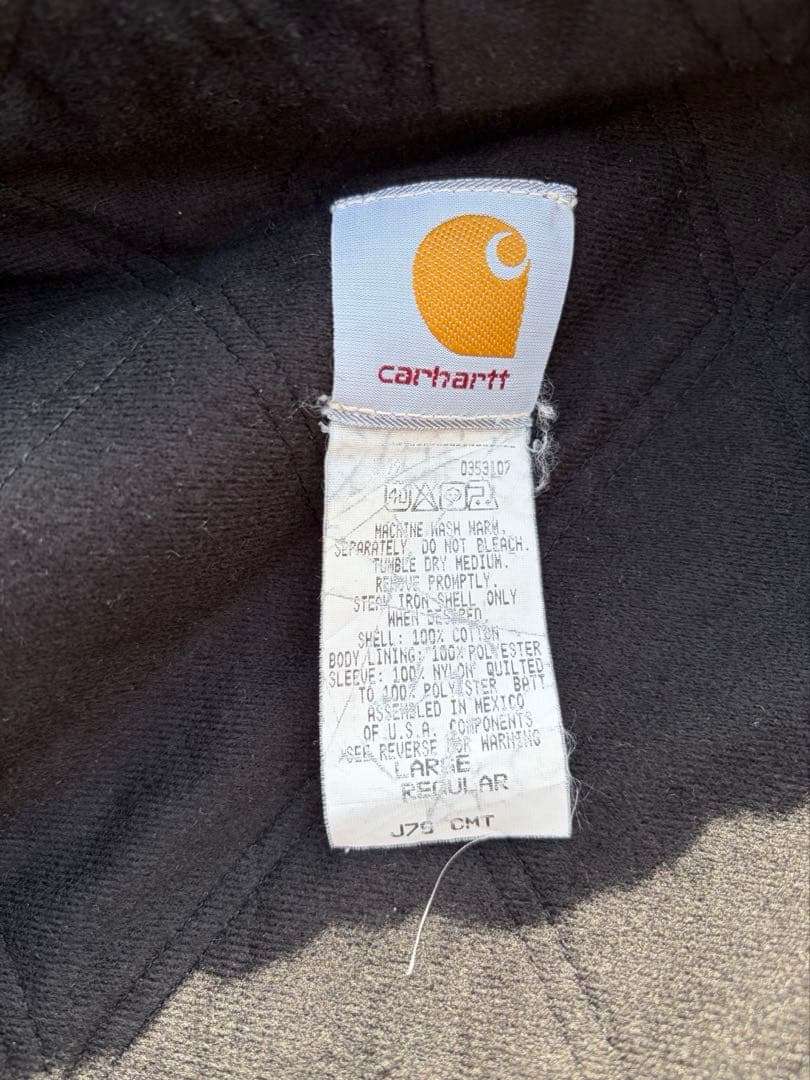 carhartt
0353107
40
MACHINE WASH WARM,
SEPARATELY, DO NOT BLEACH.
TUMBLE DRY MEDIUM.
REMOVE PROMPTLY.
STEAM IRON SHELL ONLY
WHEN DESIRED.
SHELL: 100% COTTON
BODY LINING: 100% POLYESTER
SLEEVE: 100% NYLON QUILTED
TO 100% POLYESTER BATT
ASSEMBLED IN MEXICO
OF U.S.A. COMPONENTS
SEE REVERSE FOR WARNING
LARGE
REGULAR
CMT